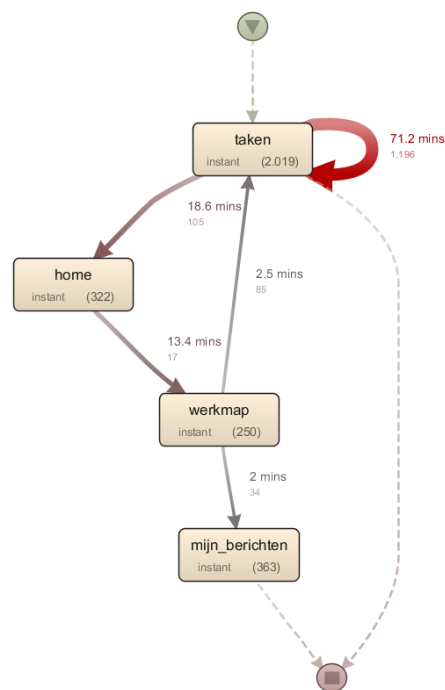 taken
instant (2.019)
71.2 mins
1.196
18.6 mins
105
home
instant (322)
2.5 mins
85
13.4 mins
17
werkmap
instant (250)
2 mins
34
mijn_berichten
instant (363)